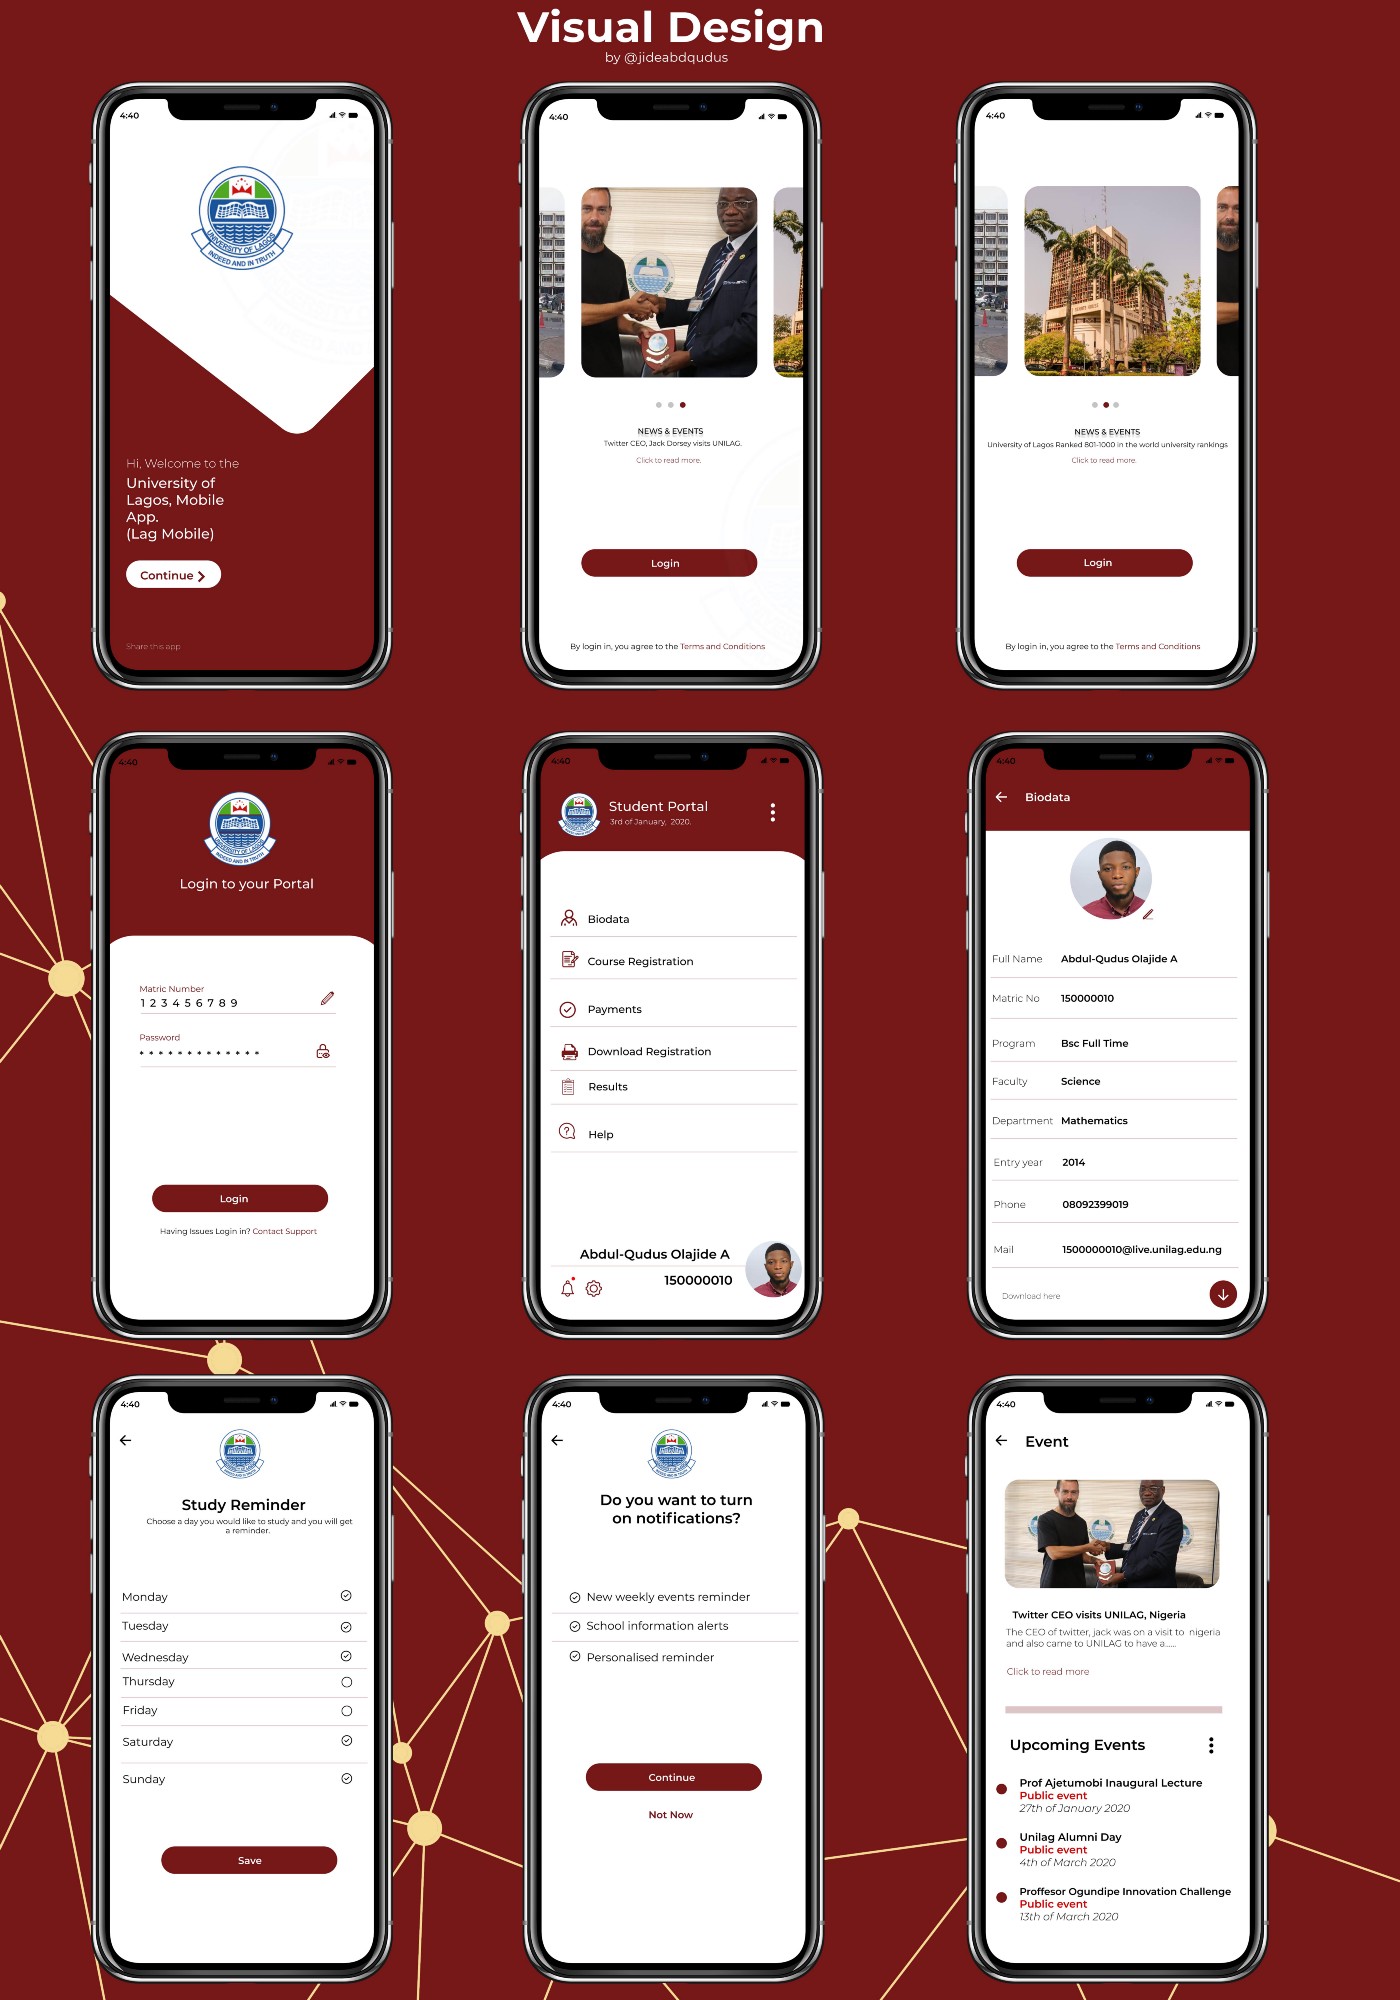 Visual Design
by @jideabdqudus
4:40
UNIVERSITY OF LAGOS
INDEED AND IN TRUTH
Hi, Welcome to the
University of
Lagos, Mobile
App.
(Lag Mobile)
Continue
Share this app
4:40
NEWS & EVENTS
Twitter CEO, Jack Dorsey visits UNILAG.
Click to read more.
Login
By login in, you agree to the Terms and Conditions
4:40
NEWS & EVENTS
University of Lagos Ranked 801-1000 in the world university rankings
Click to read more.
Login
By login in, you agree to the Terms and Conditions
4:40
UNIVERSITY OF LAGOS
INDEED AND IN TRUTH
Login to your Portal
Matric Number
1 2 3 4 5 6 7 8 9
Password
* * * * * * * * * * * * *
Login
Having Issues Login in? Contact Support
4:40
Student Portal
3rd of January, 2020.
Biodata
Course Registration
Payments
Download Registration
Results
Help
Abdul-Qudus Olajide A
150000010
4:40
Biodata
Full Name Abdul-Qudus Olajide A
Matric No 150000010
Program Bsc Full Time
Faculty Science
Department Mathematics
Entry year 2014
Phone 08092399019
Mail 1500000010@live.unilag.edu.ng
Download here
4:40
Study Reminder
Choose a day you would like to study and you will get
a reminder.
Monday
Tuesday
Wednesday
Thursday
Friday
Saturday
Sunday
Save
4:40
Do you want to turn
on notifications?
New weekly events reminder
School information alerts
Personalised reminder
Continue
Not Now
4:40
Event
Twitter CEO visits UNILAG, Nigeria
The CEO of twitter, jack was on a visit to nigeria
and also came to UNILAG to have a.....
Click to read more
Upcoming Events
Prof Ajetumobi Inaugural Lecture
Public event
27th of January 2020
Unilag Alumni Day
Public event
4th of March 2020
Proffesor Ogundipe Innovation Challenge
Public event
13th of March 2020